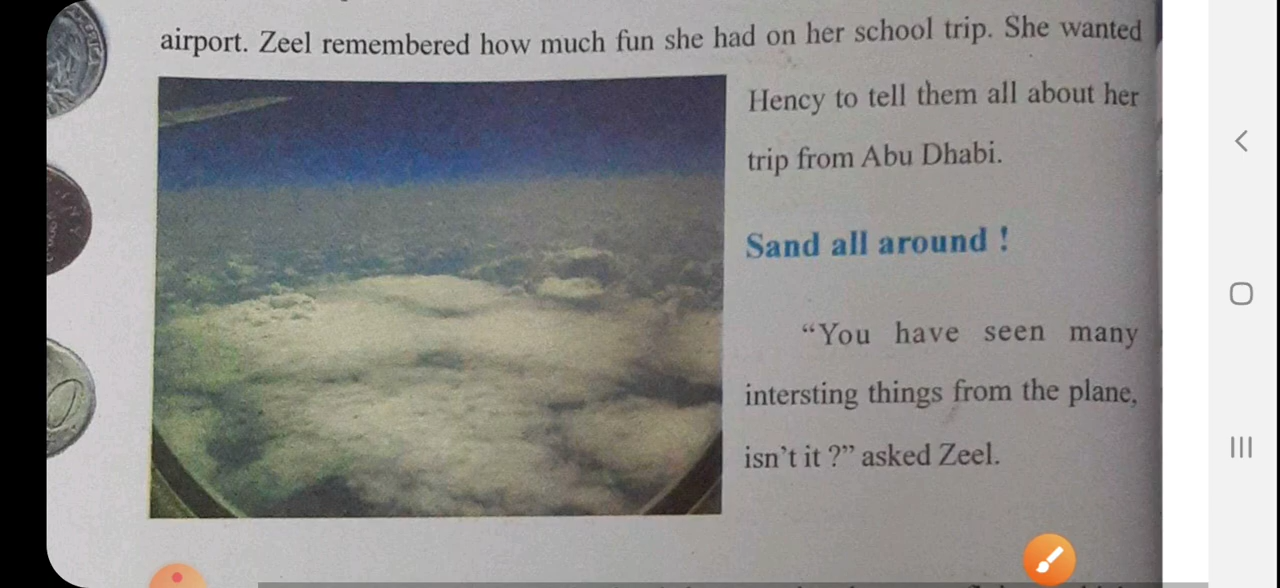 airport. Zeel remembered how much fun she had on her school trip. She wanted
Hency to tell them all about her
trip from Abu Dhabi.
Sand all around !
“You have seen many
intersting things from the plane,
isn’t it ?” asked Zeel.